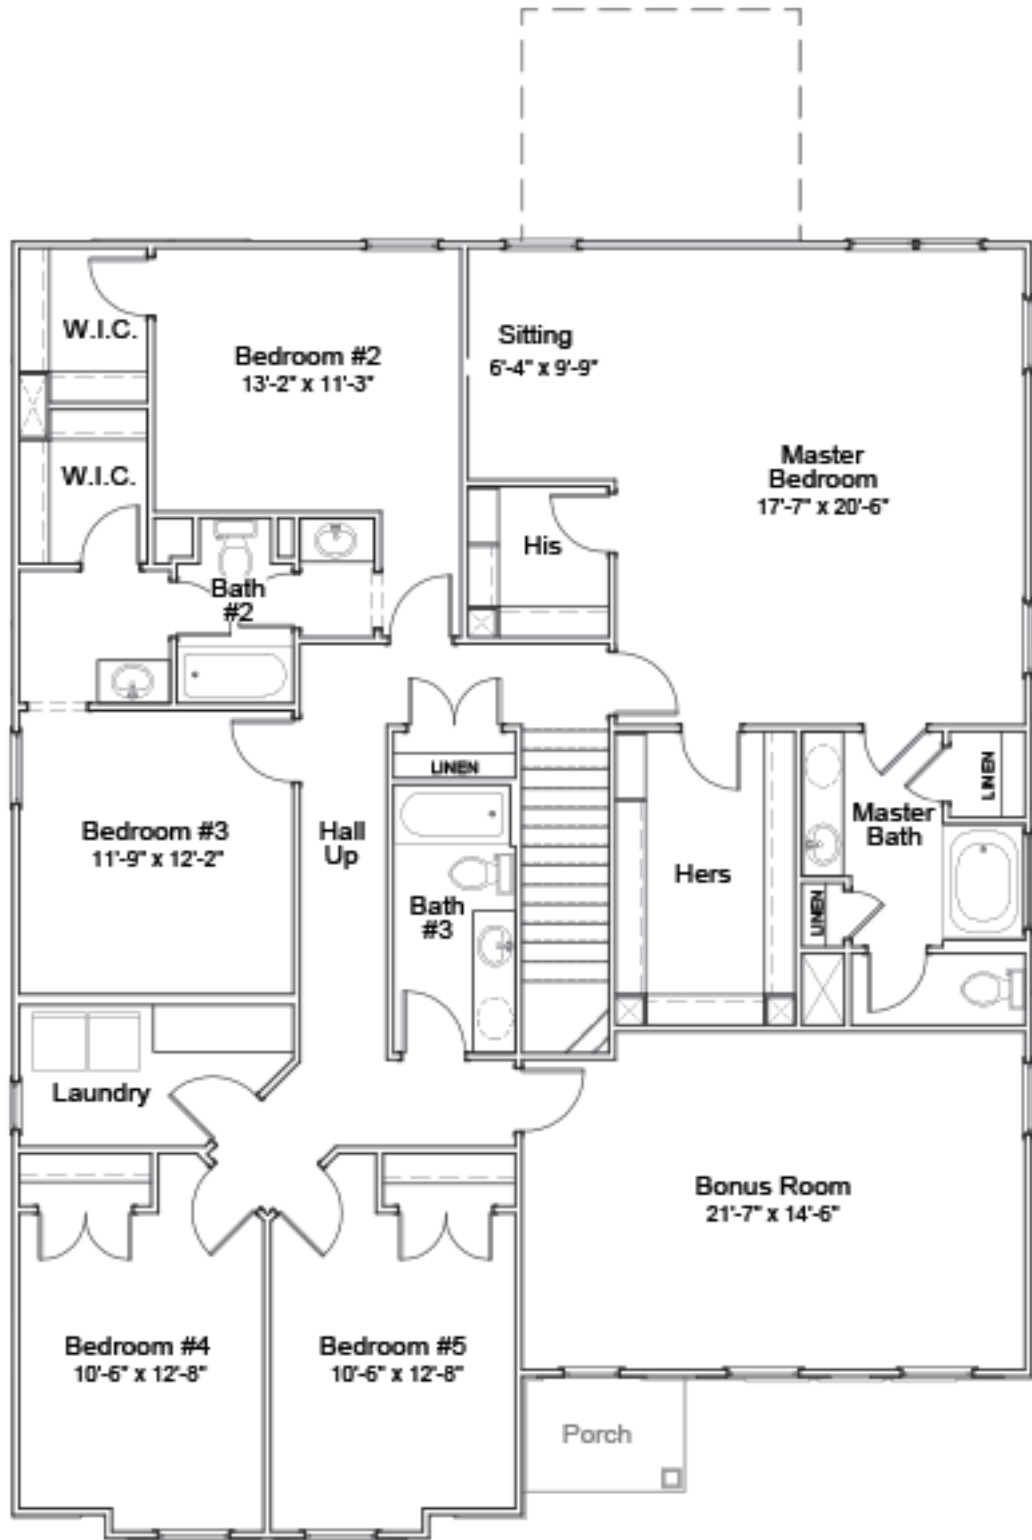 W.I.C.
Bedroom #2
13'-2" x 11'-3"
Sitting
6'-4" x 9'-9"
W.I.C.
Master
Bedroom
17'-7" x 20'-6"
His
Bath
#2
LINEN
LINEN
Bedroom #3
11'-9" x 12'-2"
Hall
Up
Master
Bath
Hers
Bath
#3
LINEN
Laundry
Bonus Room
21'-7" x 14'-6"
Bedroom #4
10'-6" x 12'-8"
Bedroom #5
10'-6" x 12'-8"
Porch